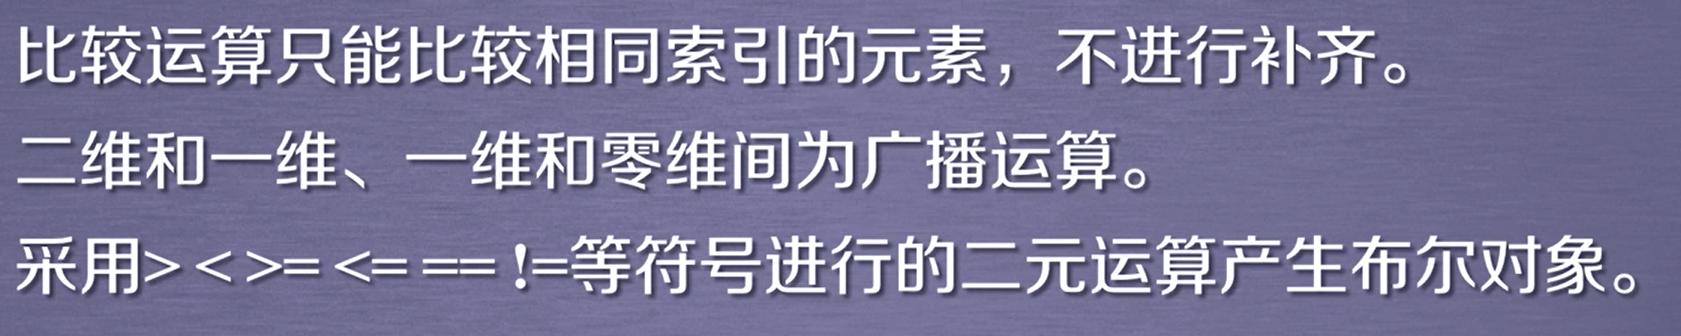 比较运算只能比较相同索引的元素，不进行补齐。
二维和一维、一维和零维间为广播运算。
采用> < >= <= == !=等符号进行的二元运算产生布尔对象。